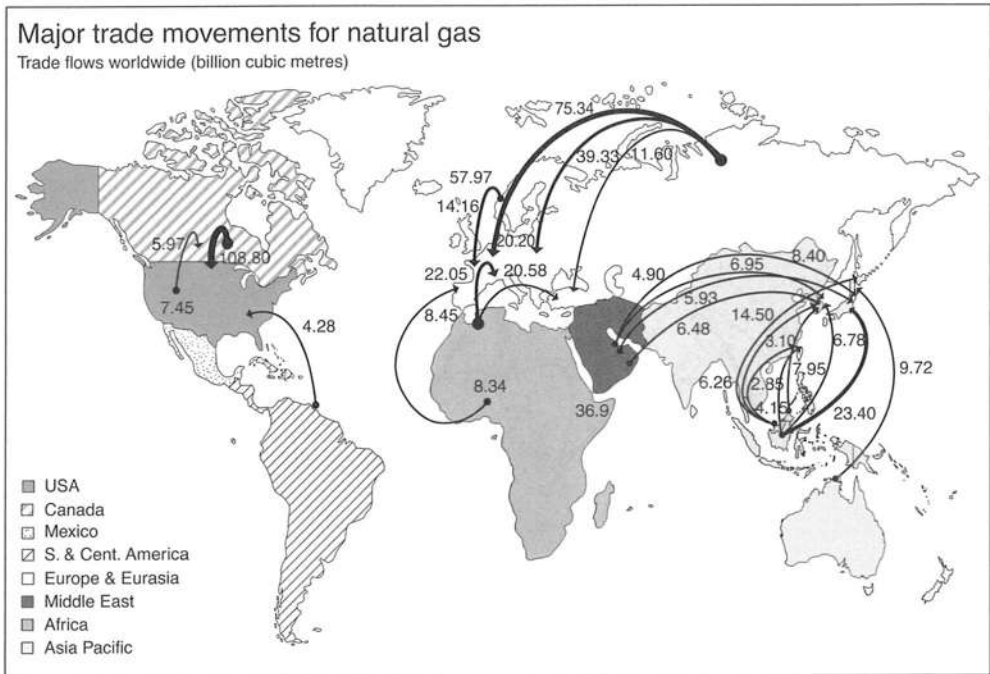 Major trade movements for natural gas
Trade flows worldwide (billion cubic metres)
75.34
39.33
11.60
57.97
14.16
20.20
5.97
108.80
22.05
20.58
4.90
6.95
8.40
7.45
8.45
5.93
14.50
4.28
6.48
3.10
6.78
8.34
6.26
2.85
7.95
9.72
36.9
4.15
23.40
USA
Canada
Mexico
S. & Cent. America
Europe & Eurasia
Middle East
Africa
Asia Pacific